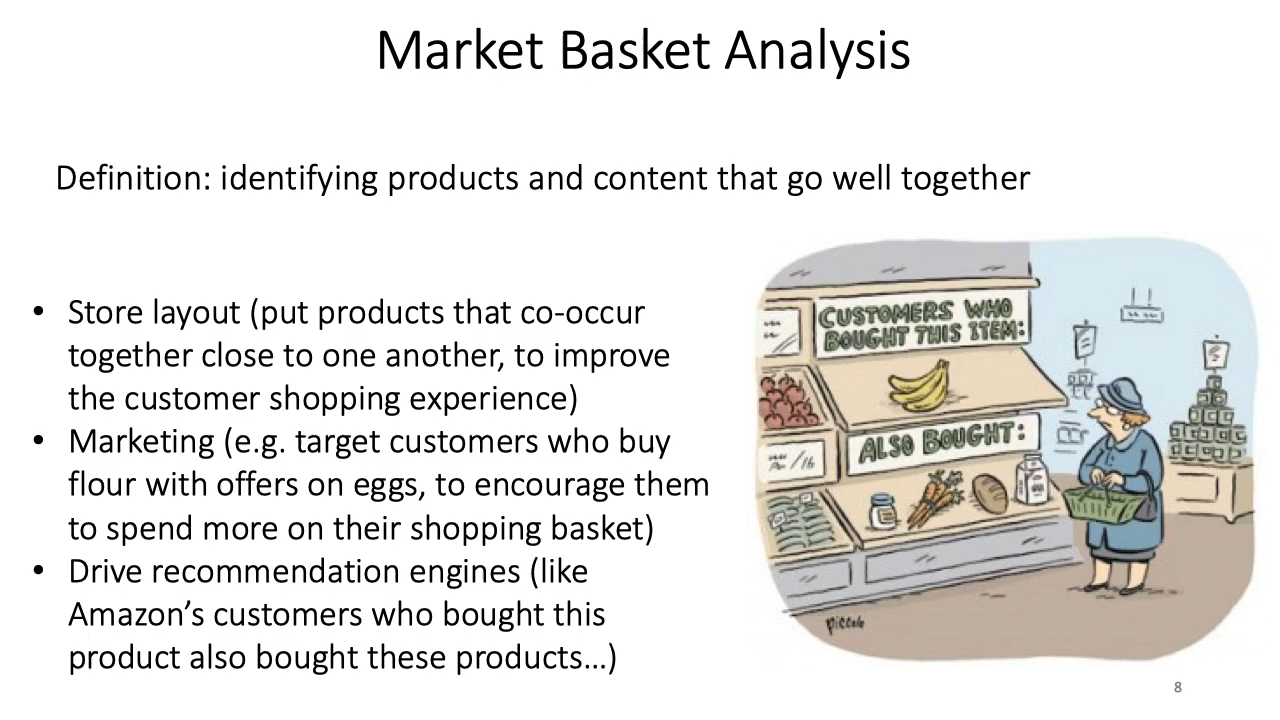 Market Basket Analysis
Definition: identifying products and content that go well together
• Store layout (put products that co-occur
together close to one another, to improve
the customer shopping experience)
• Marketing (e.g. target customers who buy
flour with offers on eggs, to encourage them
to spend more on their shopping basket)
• Drive recommendation engines (like
Amazon’s customers who bought this
product also bought these products…)
CUSTOMERS WHO
BOUGHT THIS ITEM:
ALSO BOUGHT:
/lb
piccolo
8